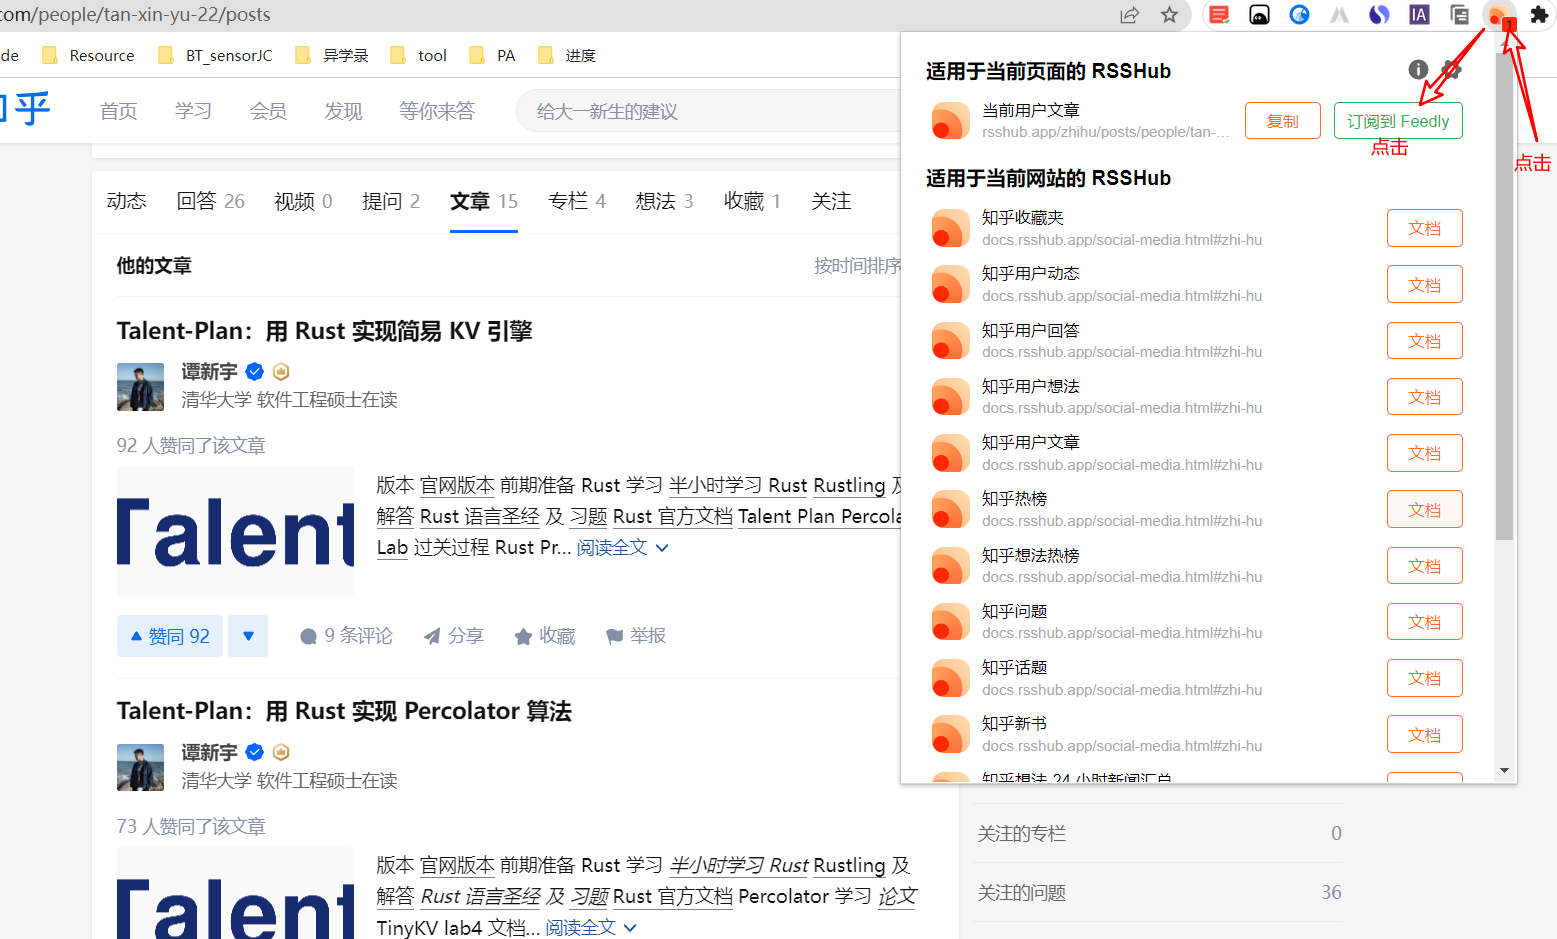 com/people/tan-xin-yu-22/posts
IA
1
de Resource BT_sensorJC 异学录 tool PA 进度
知乎 首页 学习 会员 发现 等你来答 给大一新生的建议
动态 回答 26 视频 0 提问 2 文章 15 专栏 4 想法 3 收藏 1 关注
他的文章 按时间排序
Talent-Plan：用 Rust 实现简易 KV 引擎
谭新宇
清华大学 软件工程硕士在读
92 人赞同了该文章
Talent
版本 官网版本 前期准备 Rust 学习 半小时学习 Rust Rustling 及
解答 Rust 语言圣经 及 习题 Rust 官方文档 Talent Plan Percola
Lab 过关过程 Rust Pr... 阅读全文
赞同 92 9 条评论 分享 收藏 举报
Talent-Plan：用 Rust 实现 Percolator 算法
谭新宇
清华大学 软件工程硕士在读
73 人赞同了该文章
Talent
版本 官网版本 前期准备 Rust 学习 半小时学习 Rust Rustling 及
解答 Rust 语言圣经 及 习题 Rust 官方文档 Percolator 学习 论文
TinyKV lab4 文档... 阅读全文
适用于当前页面的 RSSHub
当前用户文章
rsshub.app/zhihu/posts/people/tan-...
复制 订阅到 Feedly
点击
点击
适用于当前网站的 RSSHub
知乎收藏夹
docs.rsshub.app/social-media.html#zhi-hu
文档
知乎用户动态
docs.rsshub.app/social-media.html#zhi-hu
文档
知乎用户回答
docs.rsshub.app/social-media.html#zhi-hu
文档
知乎用户想法
docs.rsshub.app/social-media.html#zhi-hu
文档
知乎用户文章
docs.rsshub.app/social-media.html#zhi-hu
文档
知乎热榜
docs.rsshub.app/social-media.html#zhi-hu
文档
知乎想法热榜
docs.rsshub.app/social-media.html#zhi-hu
文档
知乎问题
docs.rsshub.app/social-media.html#zhi-hu
文档
知乎话题
docs.rsshub.app/social-media.html#zhi-hu
文档
知乎新书
docs.rsshub.app/social-media.html#zhi-hu
文档
知乎想法-24 小时新闻汇总
关注的专栏 0
关注的问题 36